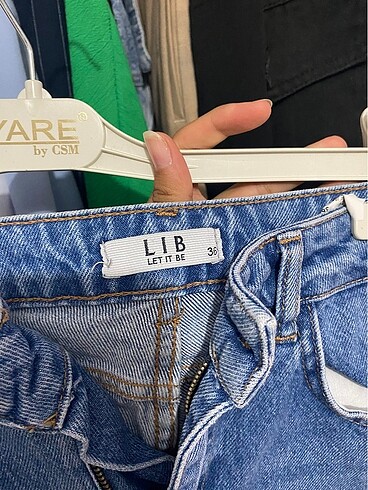 YARE
by CSM
LIB
LET IT BE
36